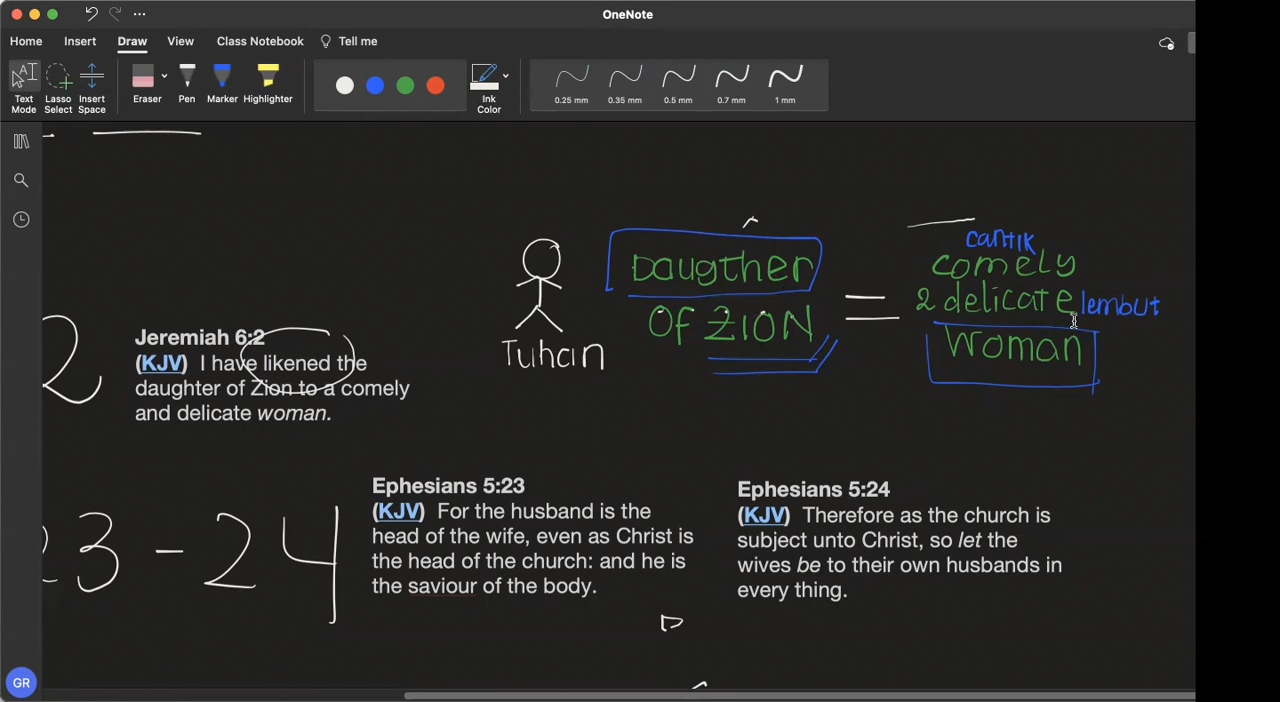 OneNote
Home Insert Draw View Class Notebook Tell me
Text Mode
Lasso Select
Insert Space
Eraser
Pen
Marker
Highlighter
Ink Color
0.25 mm
0.35 mm
0.5 mm
0.7 mm
1 mm
Daugther
Of ZION
=
cantik
comely
2 delicate lembut
Woman
Tuhan
2
Jeremiah 6:2
(KJV) I have likened the
daughter of Zion to a comely
and delicate woman.
23 - 24
Ephesians 5:23
(KJV) For the husband is the
head of the wife, even as Christ is
the head of the church: and he is
the saviour of the body.
Ephesians 5:24
(KJV) Therefore as the church is
subject unto Christ, so let the
wives be to their own husbands in
every thing.
GR